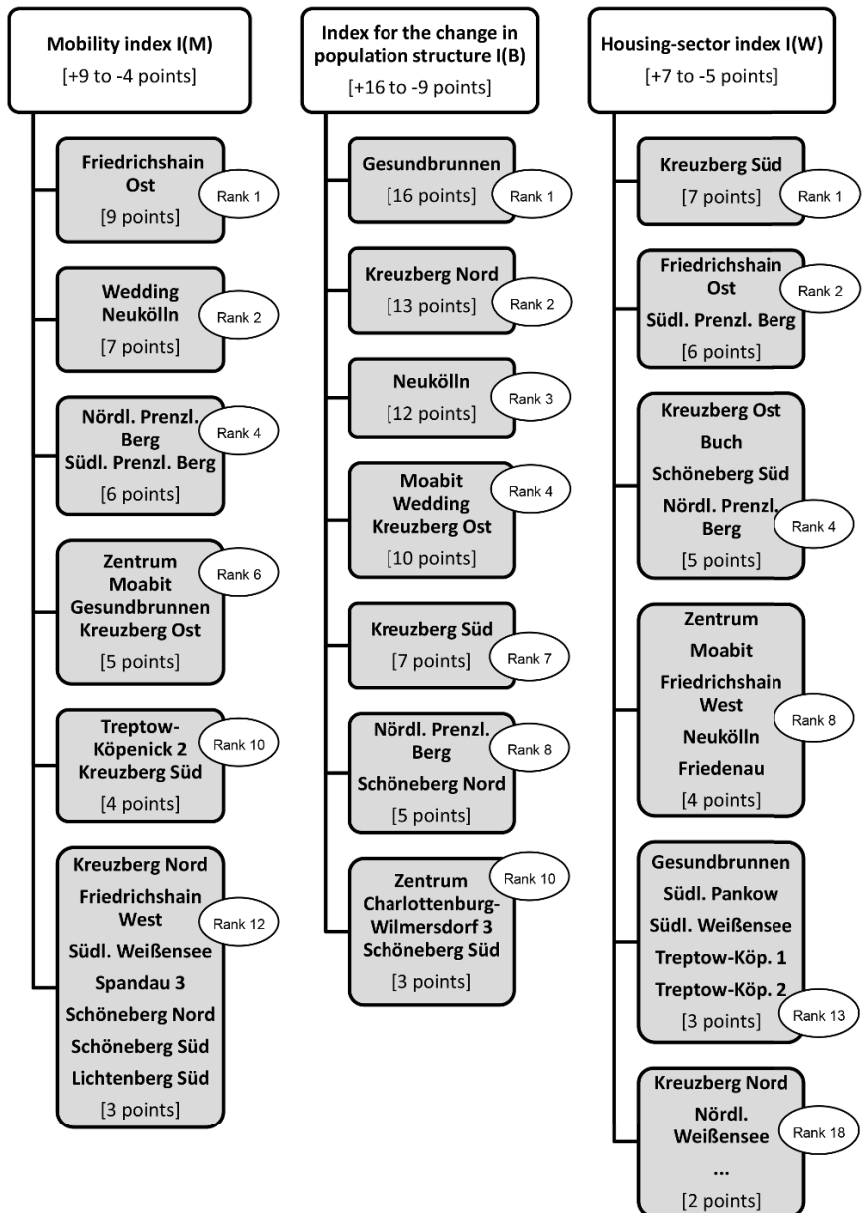 Mobility index I(M)
[+9 to -4 points]
Friedrichshain
Ost
[9 points]
Rank 1
Wedding
Neukölln
[7 points]
Rank 2
Nördl. Prenzl.
Berg
Südl. Prenzl. Berg
[6 points]
Rank 4
Zentrum
Moabit
Gesundbrunnen
Kreuzberg Ost
[5 points]
Rank 6
Treptow-
Köpenick 2
Kreuzberg Süd
[4 points]
Rank 10
Kreuzberg Nord
Friedrichshain
West
Südl. Weißensee
Spandau 3
Schöneberg Nord
Schöneberg Süd
Lichtenberg Süd
[3 points]
Rank 12
Index for the change in
population structure I(B)
[+16 to -9 points]
Gesundbrunnen
[16 points]
Rank 1
Kreuzberg Nord
[13 points]
Rank 2
Neukölln
[12 points]
Rank 3
Moabit
Wedding
Kreuzberg Ost
[10 points]
Rank 4
Kreuzberg Süd
[7 points]
Rank 7
Nördl. Prenzl.
Berg
Schöneberg Nord
[5 points]
Rank 8
Zentrum
Charlottenburg-
Wilmersdorf 3
Schöneberg Süd
[3 points]
Rank 10
Housing-sector index I(W)
[+7 to -5 points]
Kreuzberg Süd
[7 points]
Rank 1
Friedrichshain
Ost
Südl. Prenzl. Berg
[6 points]
Rank 2
Kreuzberg Ost
Buch
Schöneberg Süd
Nördl. Prenzl.
Berg
[5 points]
Rank 4
Zentrum
Moabit
Friedrichshain
West
Neukölln
Friedenau
[4 points]
Rank 8
Gesundbrunnen
Südl. Pankow
Südl. Weißensee
Treptow-Köp. 1
Treptow-Köp. 2
[3 points]
Rank 13
Kreuzberg Nord
Nördl.
Weißensee
...
[2 points]
Rank 18